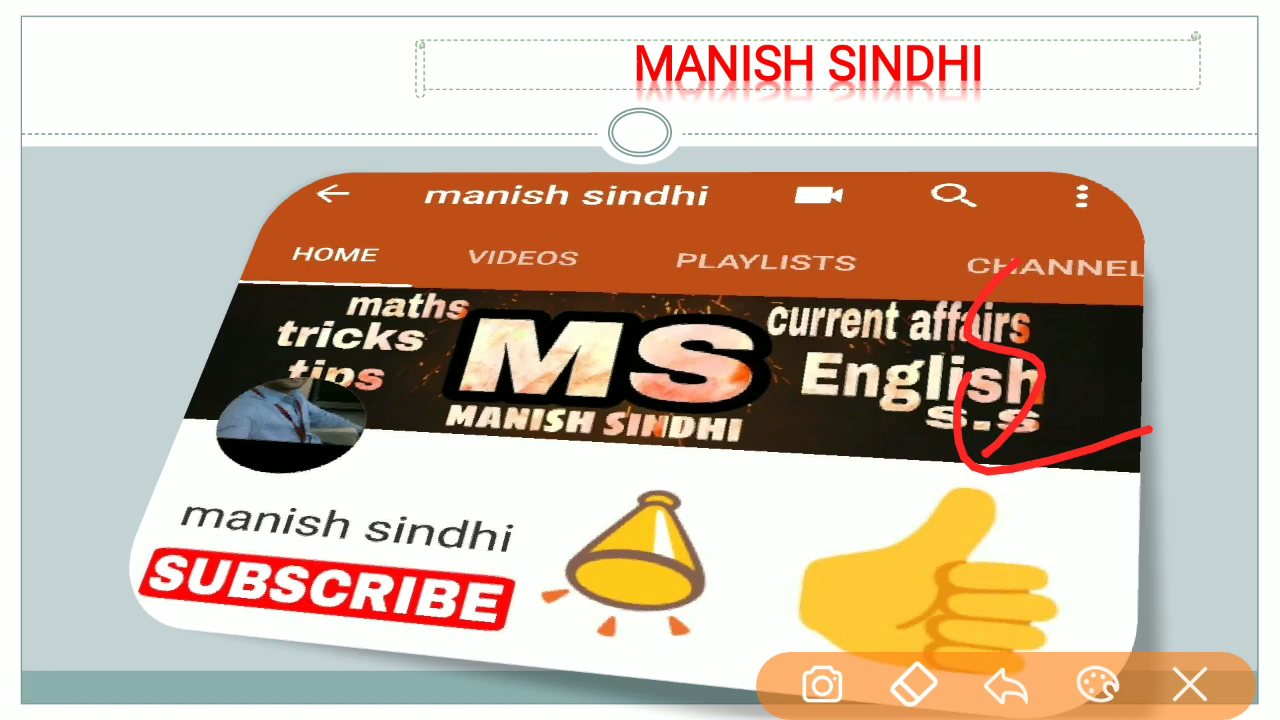 MANISH SINDHI
manish sindhi
HOME VIDEOS PLAYLISTS CHANNEL
maths
tricks
tips
MS
MANISH SINDHI
current affairs
English
s.s
manish sindhi
SUBSCRIBE